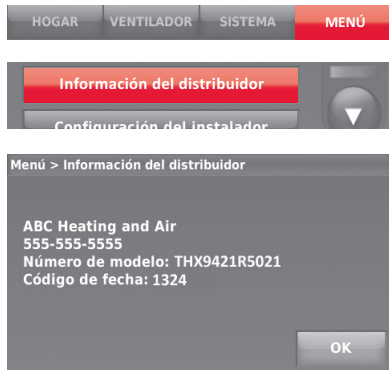 HOGAR VENTILADOR SISTEMA MENÚ
Información del distribuidor
Configuración del instalador
Menú > Información del distribuidor
ABC Heating and Air
555-555-5555
Número de modelo: THX9421R5021
Código de fecha: 1324
OK